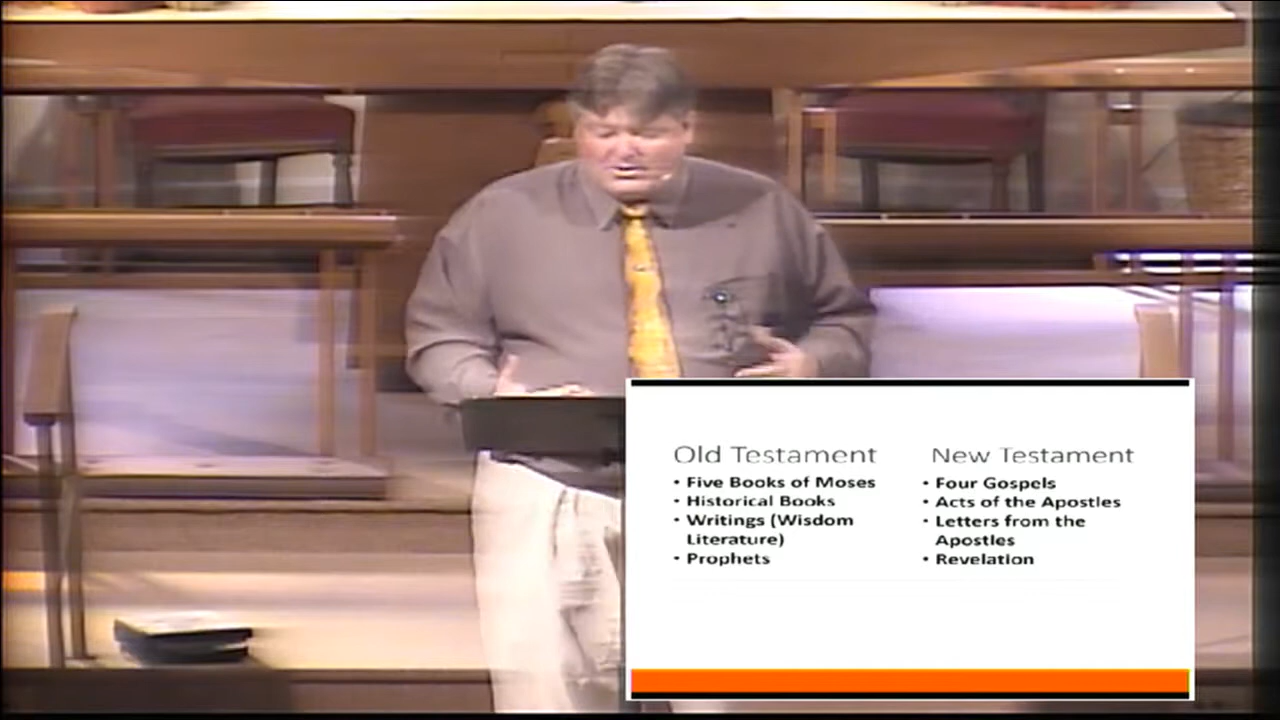 Old Testament
• Five Books of Moses
• Historical Books
• Writings (Wisdom
Literature)
• Prophets
New Testament
• Four Gospels
• Acts of the Apostles
• Letters from the
Apostles
• Revelation